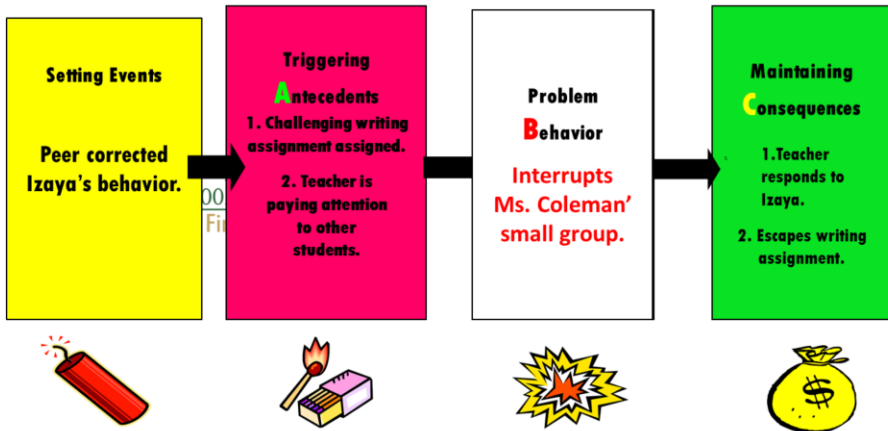 Setting Events
Peer corrected
Izaya's behavior.
Triggering
Antecedents
1. Challenging writing
assignment assigned.
2. Teacher is
paying attention
to other
students.
Problem
Behavior
Interrupts
Ms. Coleman'
small group.
Maintaining
Consequences
1.Teacher
responds to
Izaya.
2. Escapes writing
assignment.
00
Fir
$